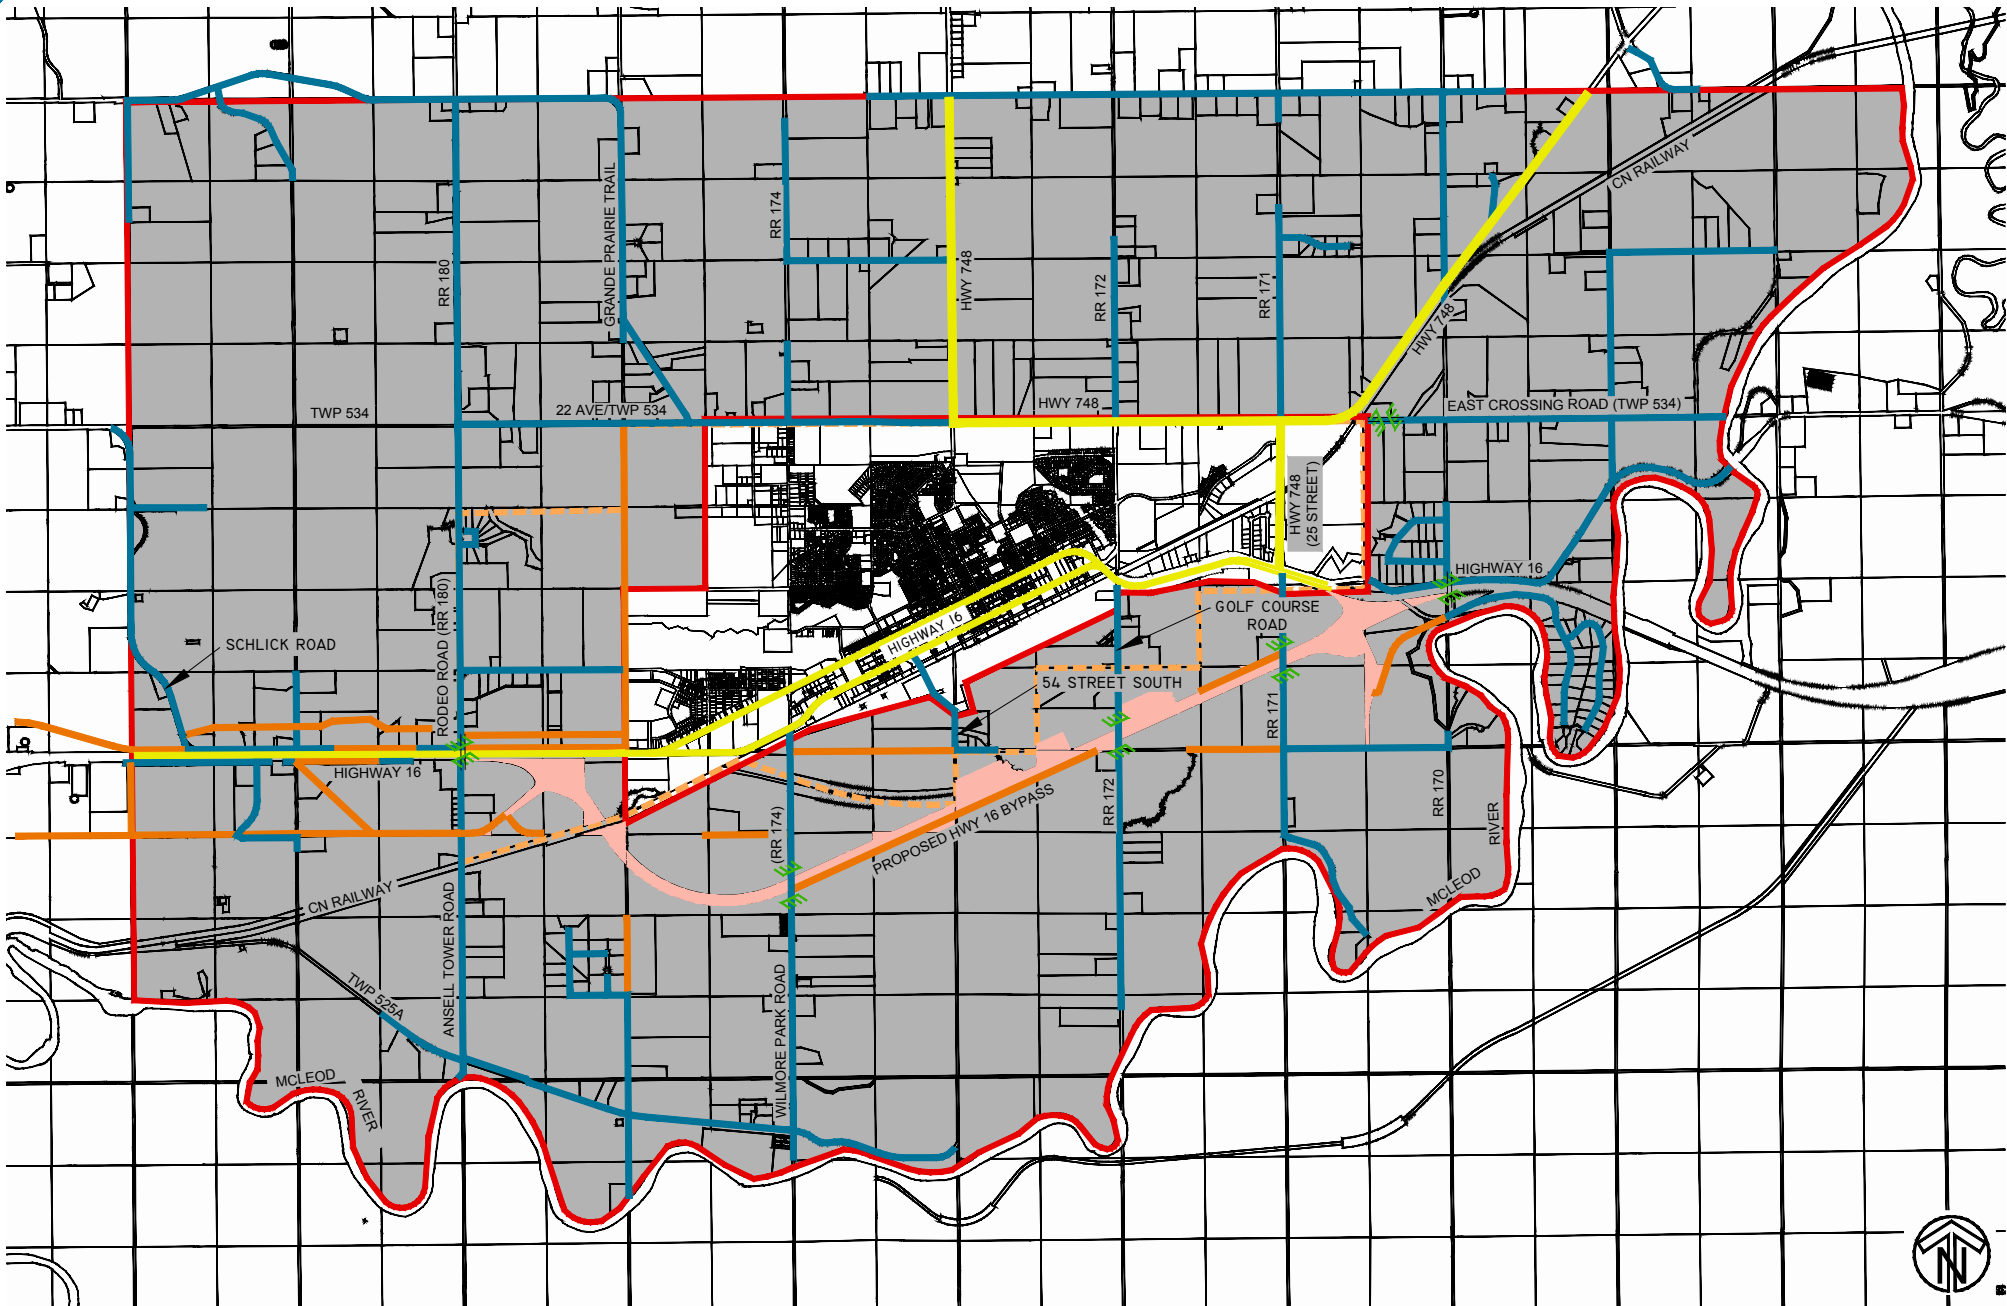 CN RAILWAY
RR 174
GRANDE PRAIRIE TRAIL
RR 180
HWY 748
RR 172
RR 171
HWY 748
TWP 534
22 AVE/TWP 534
HWY 748
EAST CROSSING ROAD (TWP 534)
HWY 748
(25 STREET)
HIGHWAY 16
GOLF COURSE
ROAD
HIGHWAY 16
SCHLICK ROAD
RODEO ROAD (RR 180)
54 STREET SOUTH
RR 171
HIGHWAY 16
RR 172
RR 170
RIVER
(RR 174)
PROPOSED HWY 16 BYPASS
CN RAILWAY
MCLEOD
ANSELL TOWER ROAD
WILMORE PARK ROAD
TWP 525A
MCLEOD
RIVER
N